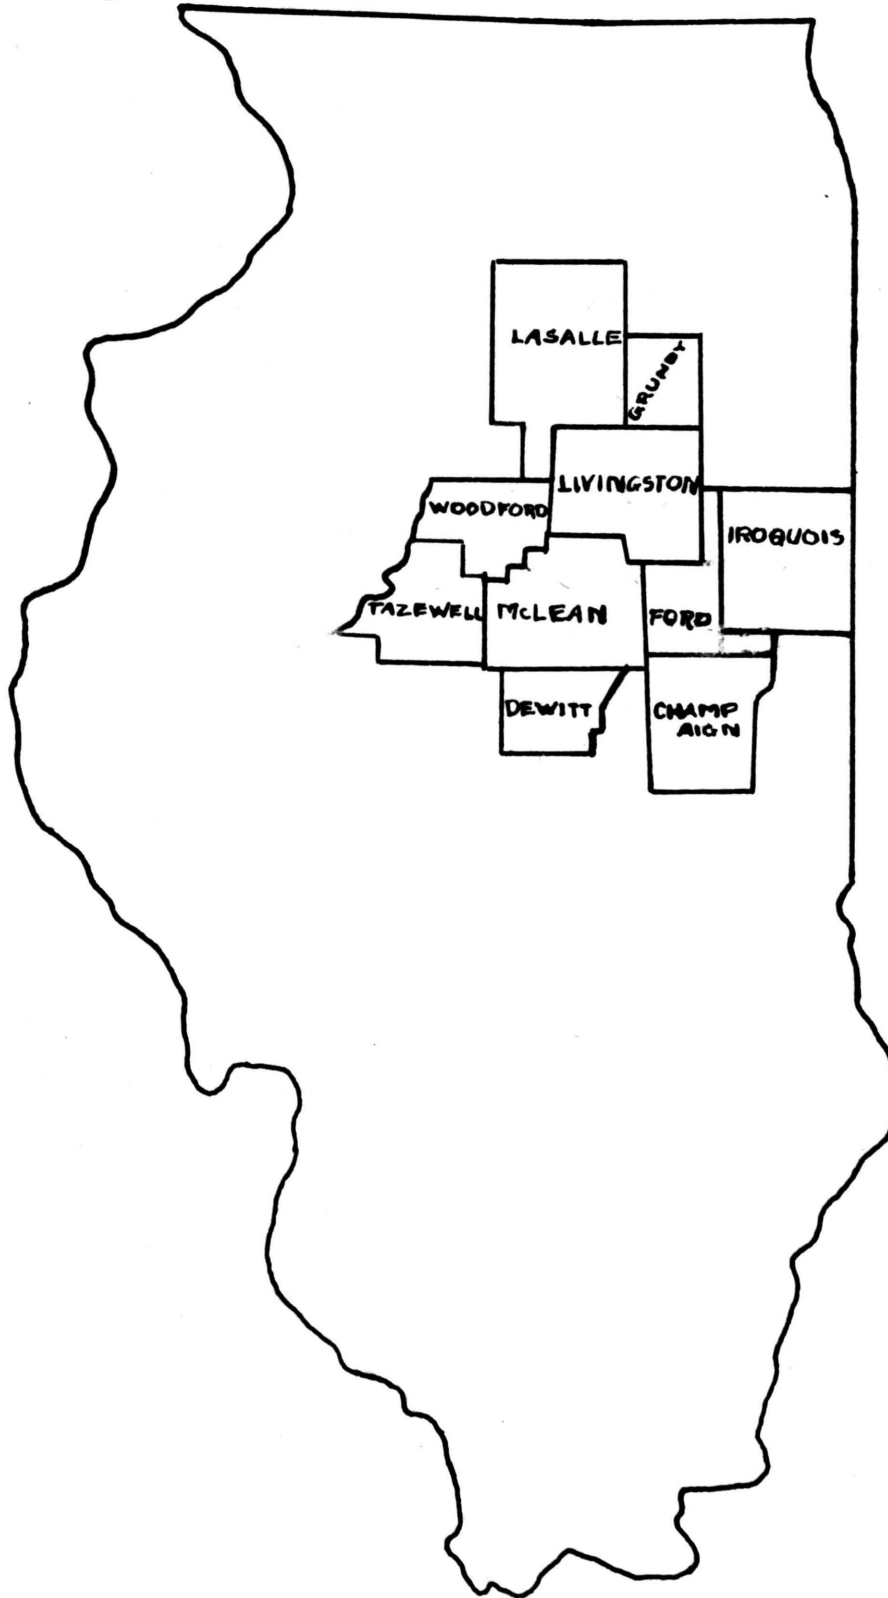 LASALLE
GRUNDY
LIVINGSTON
WOODFORD
IROQUOIS
TAZEWELL
MCLEAN
FORD
DEWITT
CHAMP
AIGN